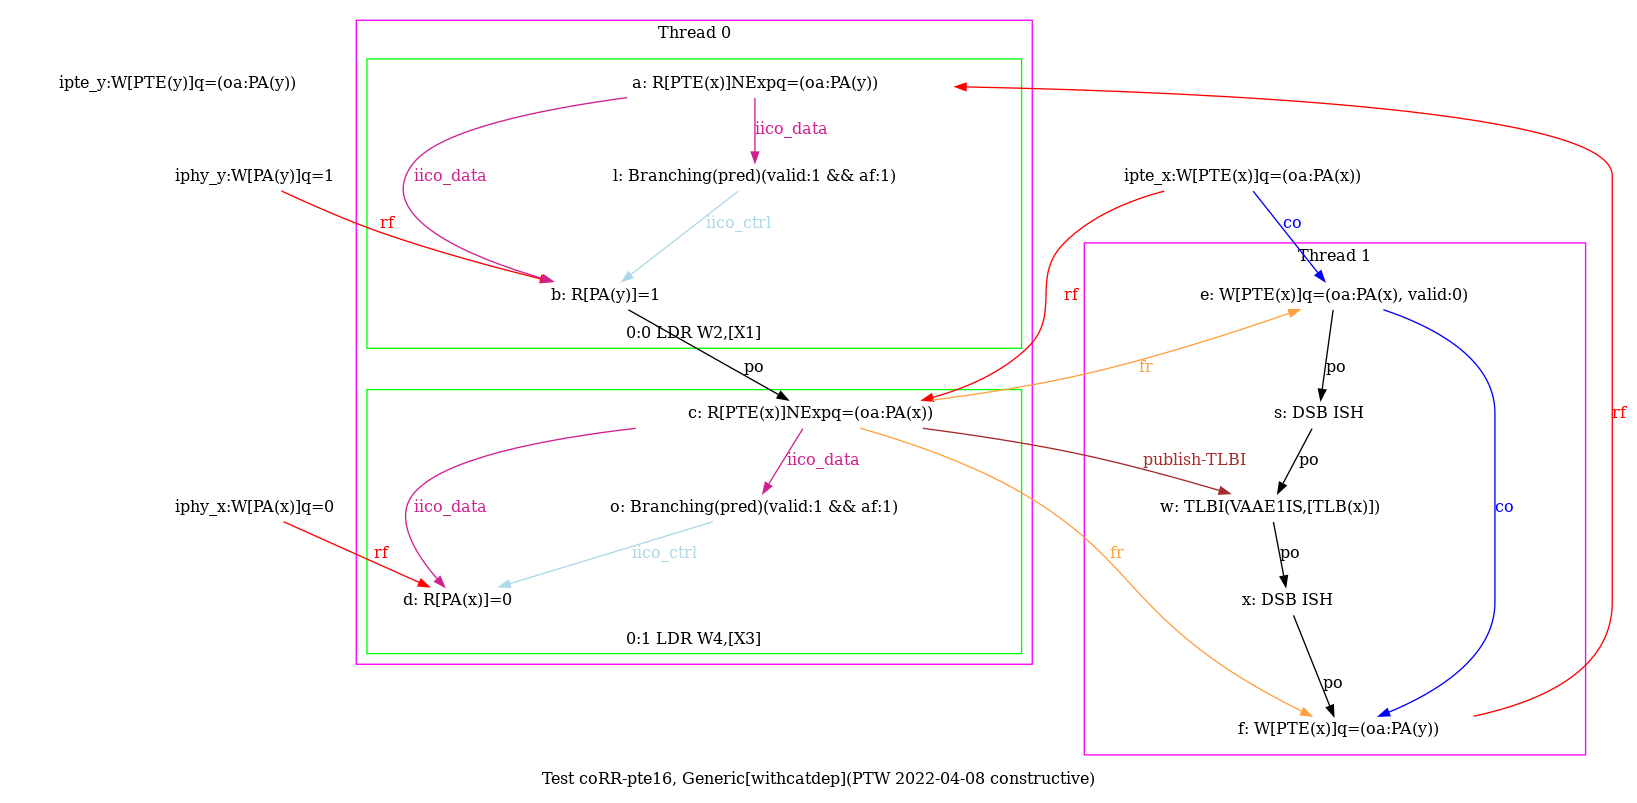 Thread 0
ipte_y:W[PTE(y)]q=(oa:PA(y))
a: R[PTE(x)]NExpq=(oa:PA(y))
iico_data
iphy_y:W[PA(y)]q=1
iico_data
l: Branching(pred)(valid:1 && af:1)
ipte_x:W[PTE(x)]q=(oa:PA(x))
rf
iico_ctrl
co
Thread 1
b: R[PA(y)]=1
rf
e: W[PTE(x)]q=(oa:PA(x), valid:0)
0:0 LDR W2,[X1]
po
fr
po
c: R[PTE(x)]NExpq=(oa:PA(x))
s: DSB ISH
rf
iico_data
publish-TLBI
po
iphy_x:W[PA(x)]q=0
iico_data
o: Branching(pred)(valid:1 && af:1)
w: TLBI(VAAE1IS,[TLB(x)])
co
rf
iico_ctrl
fr
po
d: R[PA(x)]=0
x: DSB ISH
0:1 LDR W4,[X3]
po
f: W[PTE(x)]q=(oa:PA(y))
Test coRR-pte16, Generic[withcatdep](PTW 2022-04-08 constructive)